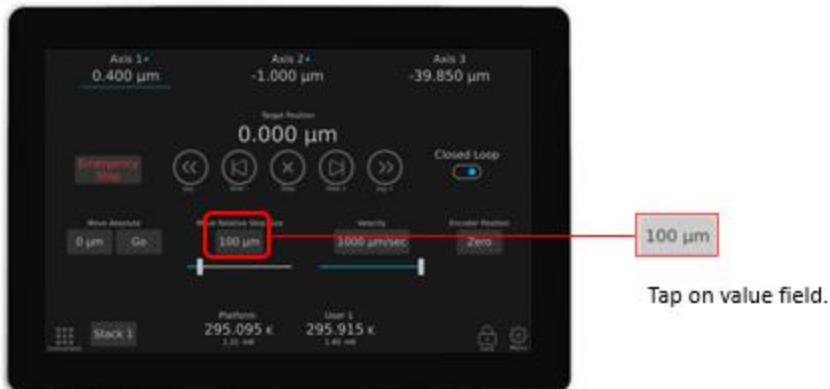 Axis 1• Axis 2• Axis 3
0.400 µm -1.000 µm -39.850 µm
Target Position
0.000 µm
Emergency Stop
Closed Loop
Move Absolute Move Relative Step Size Velocity Encoder Position
0 µm Go 100 µm 1000 µm/sec Zero
100 µm
Tap on value field.
Platform User 1
Stack 1 295.095 K 295.915 K